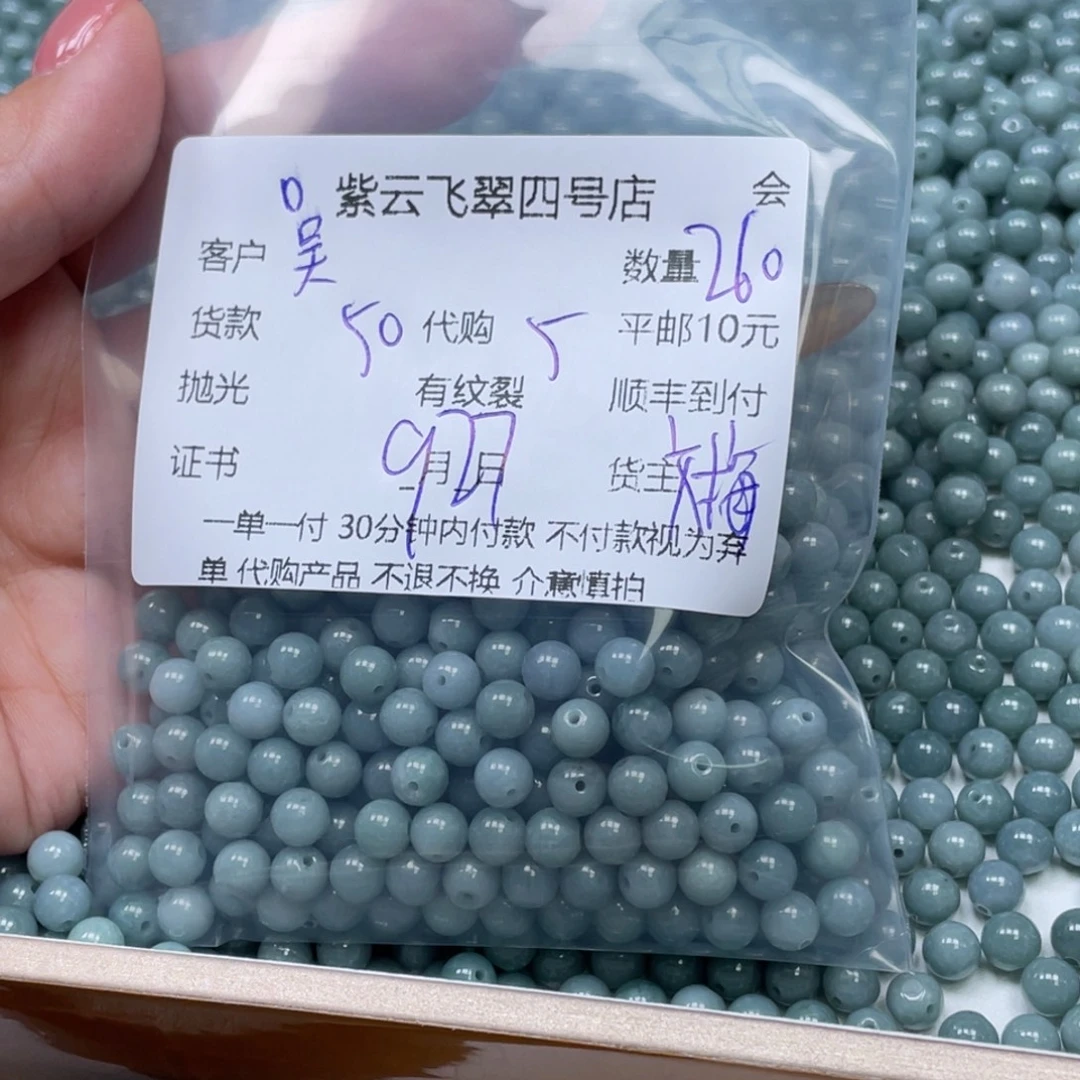 紫云飞翠四号店 会
客户 吴 数量 260
货款 50 代购 5 平邮10元
抛光 有纹裂 顺丰到付
证书 9月27日 货主
一单一付 30分钟内付款 不付款视为弃
单 代购产品 不退不换 介意慎拍